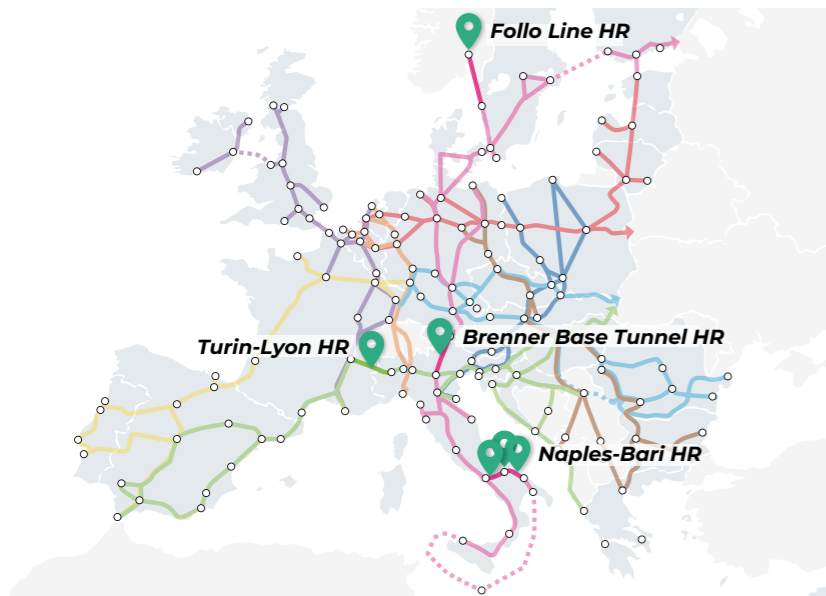 Follo Line HR
Turin-Lyon HR
Brenner Base Tunnel HR
Naples-Bari HR